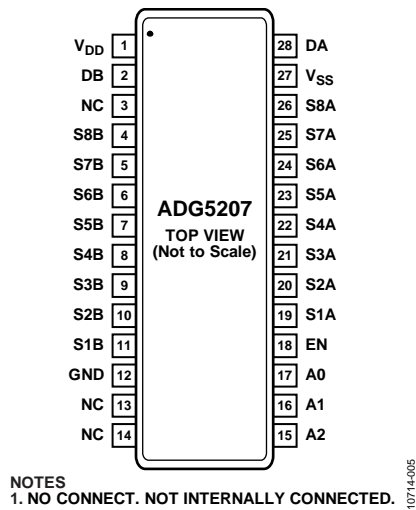 VDD 1 28 DA
DB 2 27 VSS
NC 3 26 S8A
S8B 4 25 S7A
S7B 5 24 S6A
S6B 6 23 S5A
S5B 7 22 S4A
S4B 8 21 S3A
S3B 9 20 S2A
S2B 10 19 S1A
S1B 11 18 EN
GND 12 17 A0
NC 13 16 A1
NC 14 15 A2
ADG5207
TOP VIEW
(Not to Scale)
NOTES
1. NO CONNECT. NOT INTERNALLY CONNECTED.
10714-005